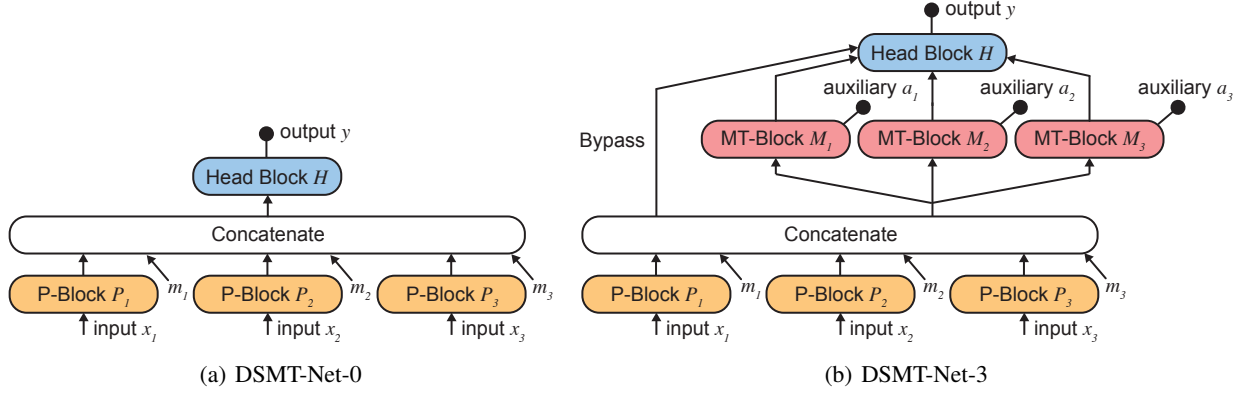 output y
Head Block H
Concatenate
m₁
m₂
m₃
P-Block P₁
P-Block P₂
P-Block P₃
input x₁
input x₂
input x₃
(a) DSMT-Net-0
output y
Head Block H
auxiliary a₁
auxiliary a₂
auxiliary a₃
MT-Block M₁
MT-Block M₂
MT-Block M₃
Bypass
Concatenate
m₁
m₂
m₃
P-Block P₁
P-Block P₂
P-Block P₃
input x₁
input x₂
input x₃
(b) DSMT-Net-3